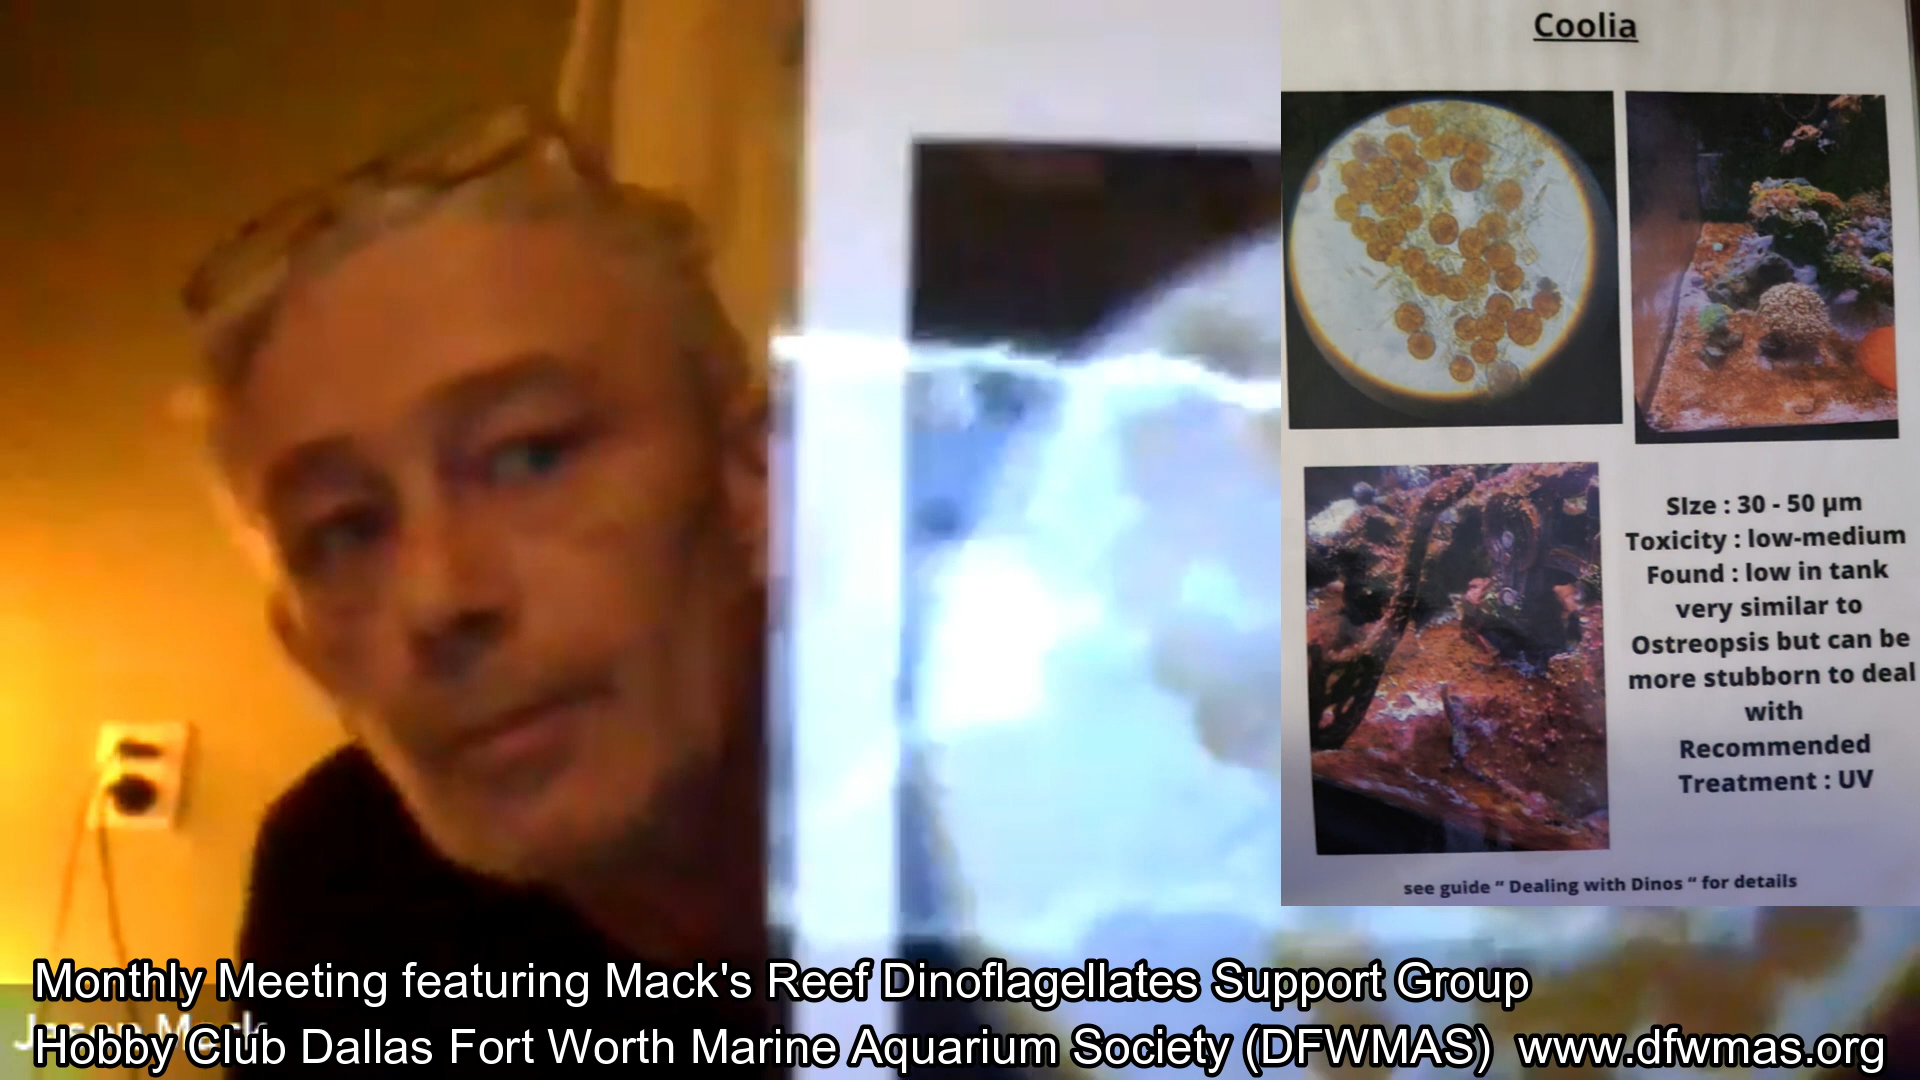 Coolia
SIze : 30 - 50 µm
Toxicity : low-medium
Found : low in tank
very similar to
Ostreopsis but can be
more stubborn to deal
with
Recommended
Treatment : UV
see guide “ Dealing with Dinos “ for details
Monthly Meeting featuring Mack's Reef Dinoflagellates Support Group
Hobby Club Dallas Fort Worth Marine Aquarium Society (DFWMAS) www.dfwmas.org